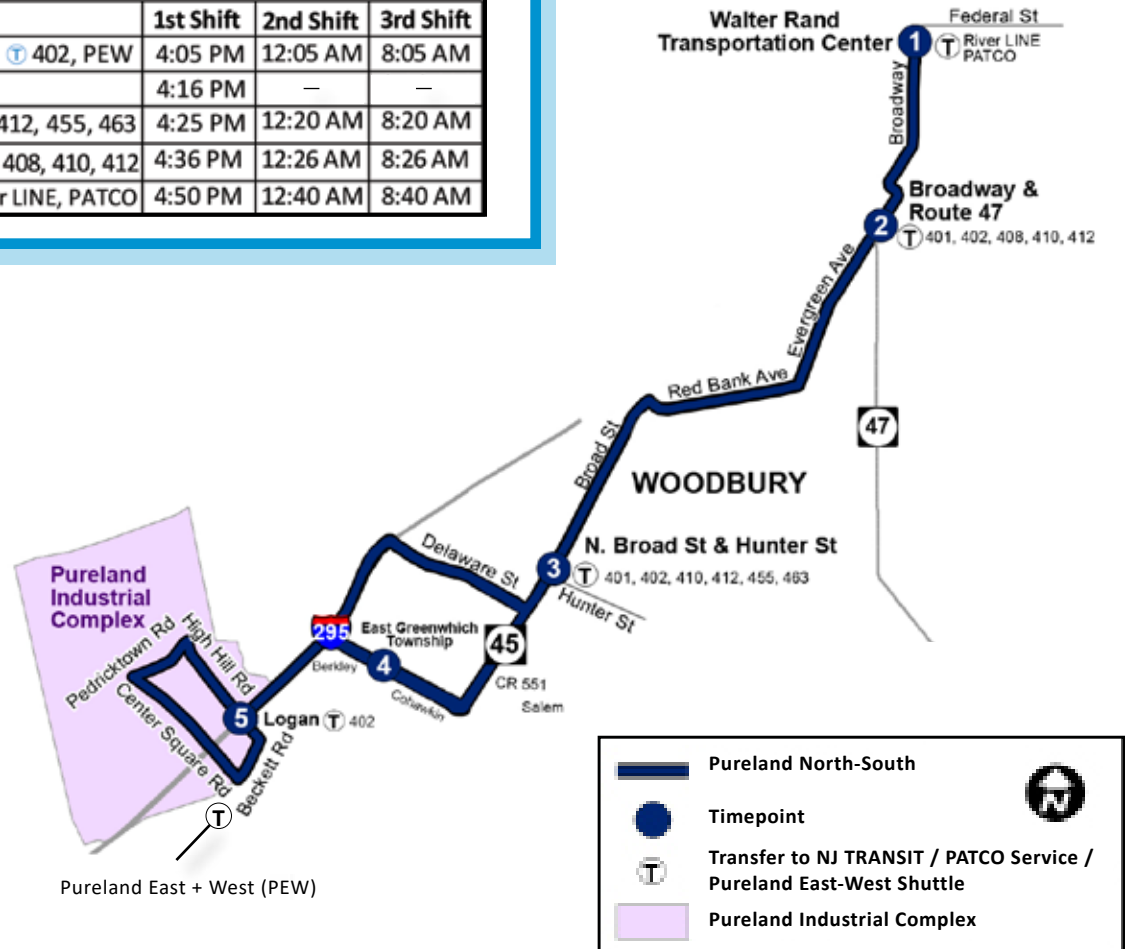 1st Shift 2nd Shift 3rd Shift
T 402, PEW 4:05 PM 12:05 AM 8:05 AM
4:16 PM — —
412, 455, 463 4:25 PM 12:20 AM 8:20 AM
408, 410, 412 4:36 PM 12:26 AM 8:26 AM
r LINE, PATCO 4:50 PM 12:40 AM 8:40 AM
Walter Rand
Transportation Center
1
Federal St
T River LINE
PATCO
Broadway
Broadway &
Route 47
2
T 401, 402, 408, 410, 412
Evergreen Ave
Red Bank Ave
47
Broad St
WOODBURY
N. Broad St & Hunter St
3
T 401, 402, 410, 412, 455, 463
Hunter St
Delaware St
295
East Greenwhich
Township
45
Berkley
4
Cohawkin
CR 551
Salem
Pureland
Industrial
Complex
Pedricktown Rd
High Hill Rd
Center Square Rd
5
Logan T 402
Beckett Rd
T
Pureland East + West (PEW)
Pureland North-South
N
Timepoint
T
Transfer to NJ TRANSIT / PATCO Service /
Pureland East-West Shuttle
Pureland Industrial Complex